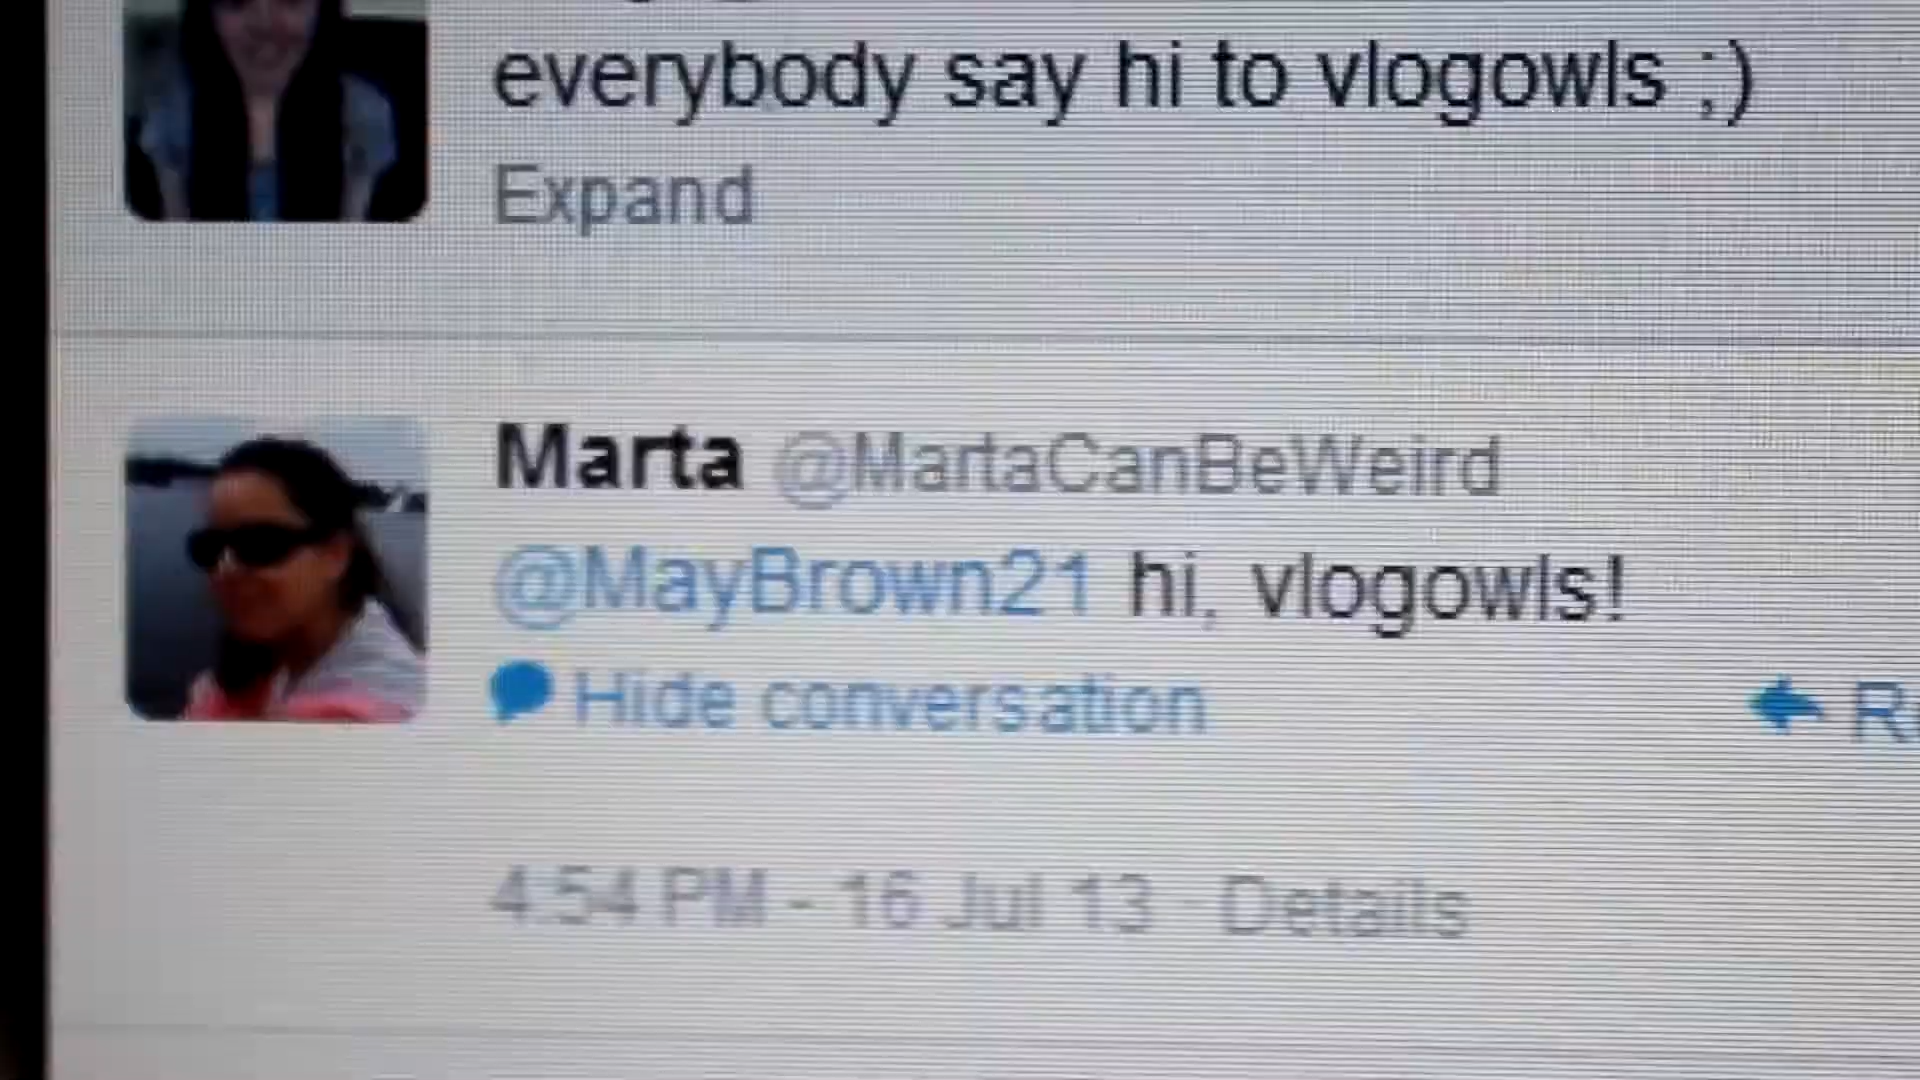 everybody say hi to vlogowls ;)
Expand
Marta @MartaCanBeWeird
@MayBrown21 hi, vlogowls!
Hide conversation
4:54 PM - 16 Jul 13 · Details